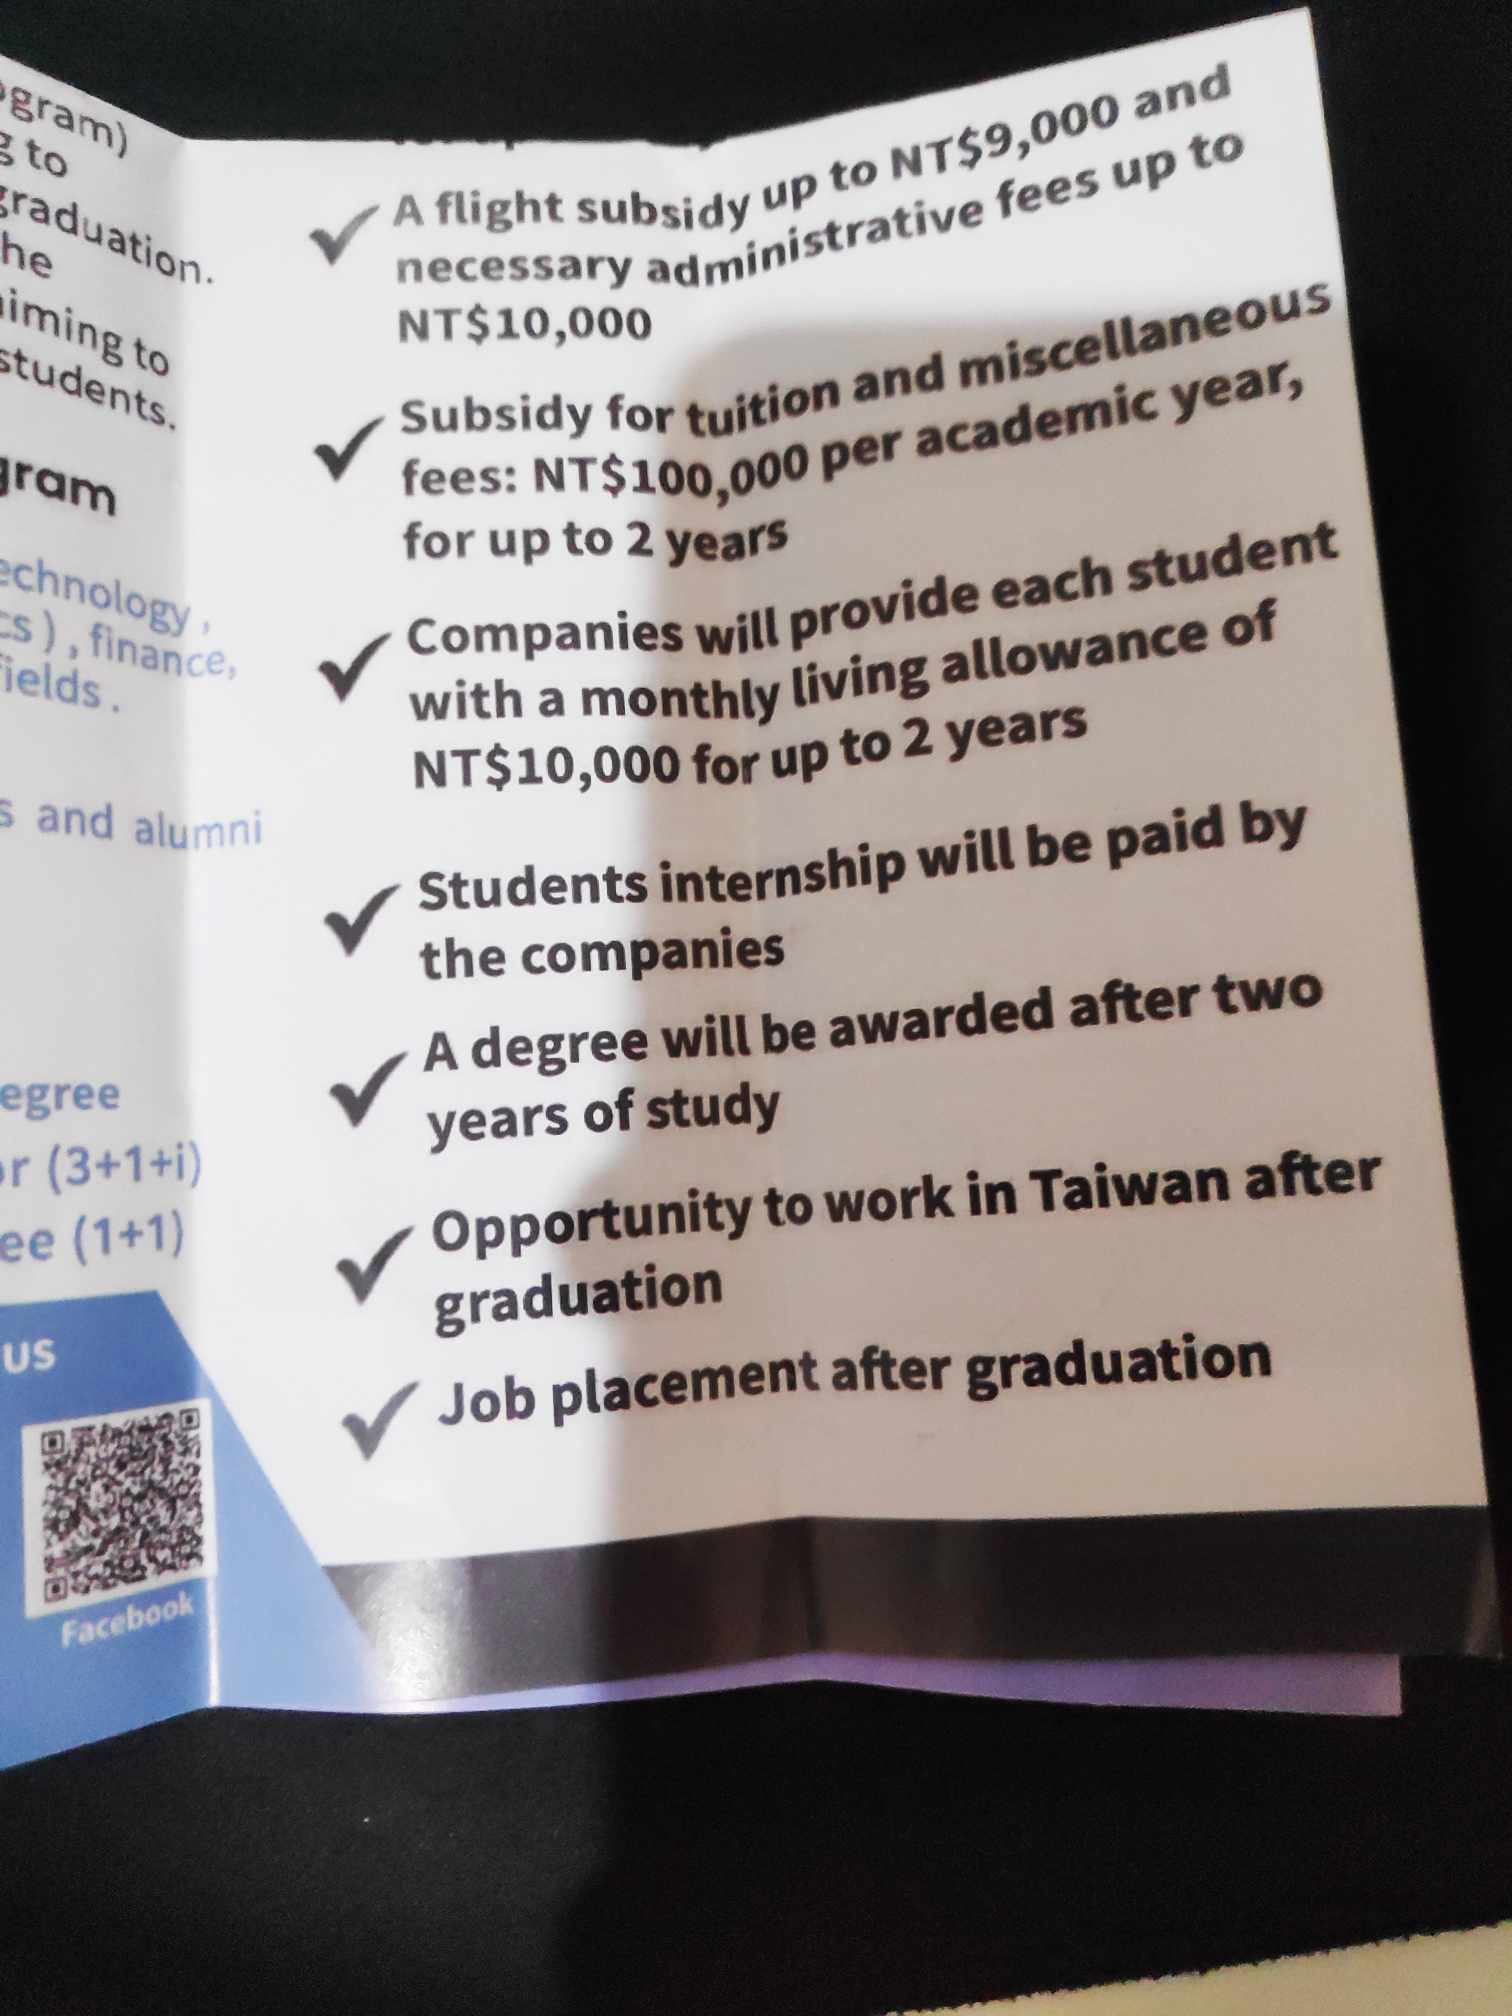 gram)
to
graduation.
he
iming to
students.
gram
echnology,
cs), finance,
fields.
s and alumni
egree
or (3+1+i)
ee (1+1)
US
Facebook
A flight subsidy up to NT$9,000 and
necessary administrative fees up to
NT$10,000
Subsidy for tuition and miscellaneous
fees: NT$100,000 per academic year,
for up to 2 years
Companies will provide each student
with a monthly living allowance of
NT$10,000 for up to 2 years
Students internship will be paid by
the companies
A degree will be awarded after two
years of study
Opportunity to work in Taiwan after
graduation
Job placement after graduation